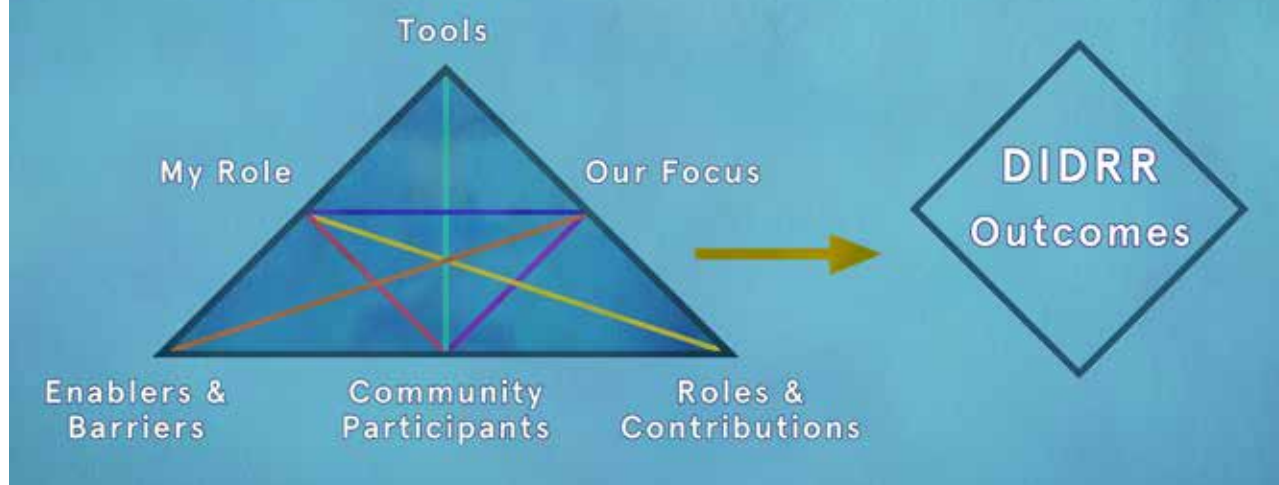 Tools
My Role
Our Focus
DIDRR
Outcomes
Enablers &
Barriers
Community
Participants
Roles &
Contributions